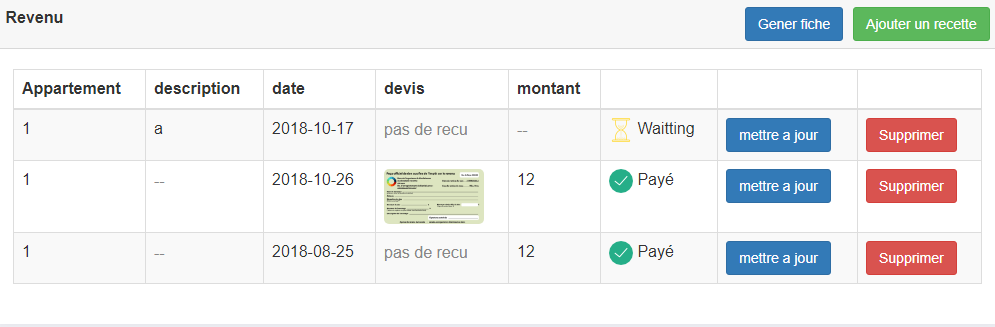 Revenu
Gener fiche
Ajouter un recette
Appartement description date devis montant
1 a 2018-10-17 pas de recu -- Waitting mettre a jour Supprimer
1 -- 2018-10-26 12 Payé mettre a jour Supprimer
1 -- 2018-08-25 pas de recu 12 Payé mettre a jour Supprimer